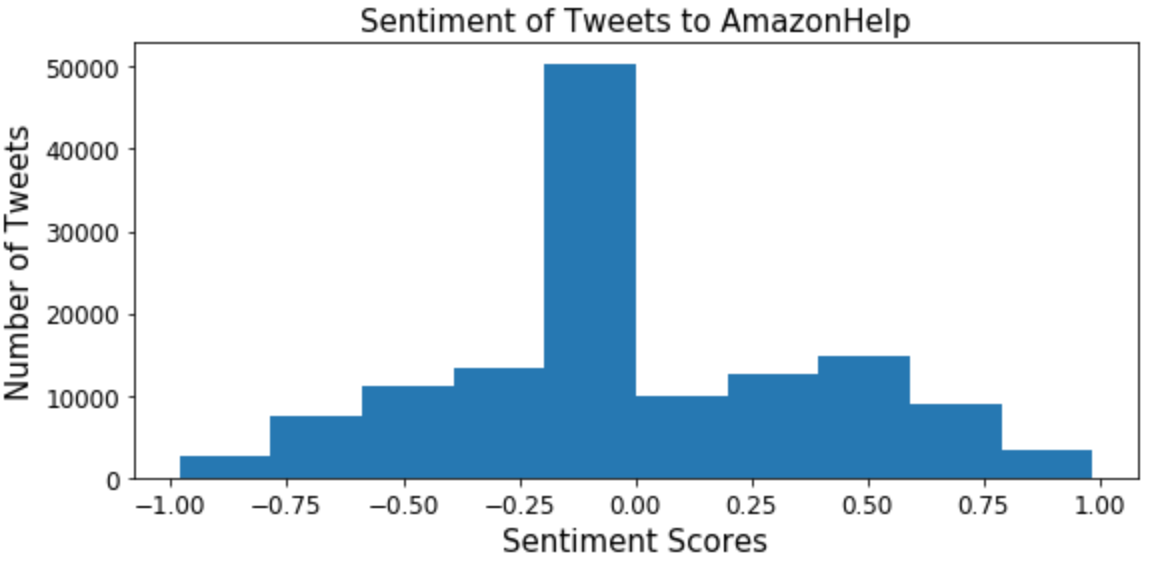 Sentiment of Tweets to AmazonHelp
Number of Tweets
50000
40000
30000
20000
10000
0
−1.00 −0.75 −0.50 −0.25 0.00 0.25 0.50 0.75 1.00
Sentiment Scores